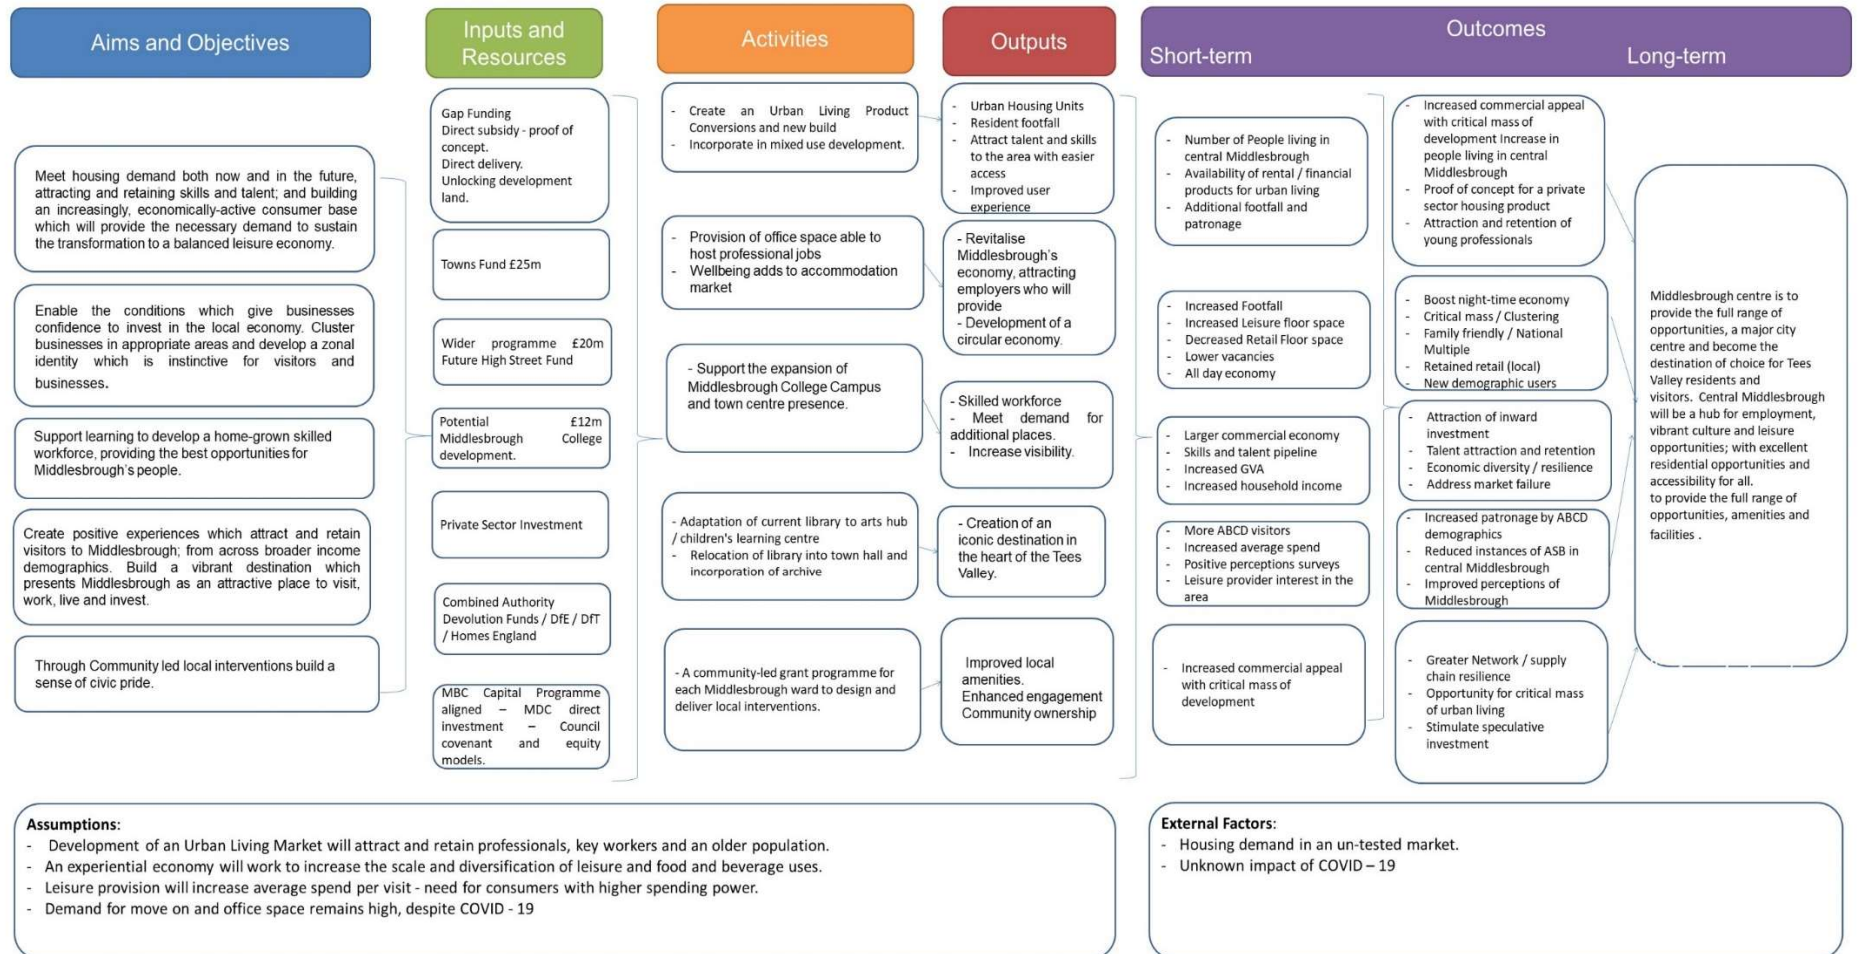 Aims and Objectives
Inputs and
Resources
Activities
Outputs
Outcomes
Short-term
Long-term
Meet housing demand both now and in the future,
attracting and retaining skills and talent; and building
an increasingly, economically-active consumer base
which will provide the necessary demand to sustain
the transformation to a balanced leisure economy.
Enable the conditions which give businesses
confidence to invest in the local economy. Cluster
businesses in appropriate areas and develop a zonal
identity which is instinctive for visitors and
businesses.
Support learning to develop a home-grown skilled
workforce, providing the best opportunities for
Middlesbrough's people.
Create positive experiences which attract and retain
visitors to Middlesbrough; from across broader income
demographics. Build a vibrant destination which
presents Middlesbrough as an attractive place to visit,
work, live and invest.
Through Community led local interventions build a
sense of civic pride.
Gap Funding
Direct subsidy - proof of
concept.
Direct delivery.
Unlocking development
land.
Towns Fund £25m
Wider programme £20m
Future High Street Fund
Potential £12m
Middlesbrough College
development.
Private Sector Investment
Combined Authority
Devolution Funds / DfE / DfT
/ Homes England
MBC Capital Programme
aligned – MDC direct
investment – Council
covenant and equity
models.
- Create an Urban Living Product
Conversions and new build
- Incorporate in mixed use development.
- Provision of office space able to
host professional jobs
- Wellbeing adds to accommodation
market
- Support the expansion of
Middlesbrough College Campus
and town centre presence.
- Adaptation of current library to arts hub
/ children's learning centre
- Relocation of library into town hall and
incorporation of archive
- A community-led grant programme for
each Middlesbrough ward to design and
deliver local interventions.
- Urban Housing Units
- Resident footfall
- Attract talent and skills
to the area with easier
access
- Improved user
experience
- Revitalise
Middlesbrough's
economy, attracting
employers who will
provide
- Development of a
circular economy.
- Skilled workforce
- Meet demand for
additional places.
- Increase visibility.
- Creation of an
iconic destination in
the heart of the Tees
Valley.
Improved local
amenities.
Enhanced engagement
Community ownership
- Number of People living in
central Middlesbrough
- Availability of rental / financial
products for urban living
- Additional footfall and
patronage
- Increased Footfall
- Increased Leisure floor space
- Decreased Retail Floor space
- Lower vacancies
- All day economy
- Larger commercial economy
- Skills and talent pipeline
- Increased GVA
- Increased household income
- More ABCD visitors
- Increased average spend
- Positive perceptions surveys
- Leisure provider interest in the
area
- Increased commercial appeal
with critical mass of
development
- Increased commercial appeal
with critical mass of
development Increase in
people living in central
Middlesbrough
- Proof of concept for a private
sector housing product
- Attraction and retention of
young professionals
- Boost night-time economy
- Critical mass / Clustering
- Family friendly / National
Multiple
- Retained retail (local)
- New demographic users
- Attraction of inward
investment
- Talent attraction and retention
- Economic diversity / resilience
- Address market failure
- Increased patronage by ABCD
demographics
- Reduced instances of ASB in
central Middlesbrough
- Improved perceptions of
Middlesbrough
- Greater Network / supply
chain resilience
- Opportunity for critical mass
of urban living
- Stimulate speculative
investment
Middlesbrough centre is to
provide the full range of
opportunities, a major city
centre and become the
destination of choice for Tees
Valley residents and
visitors. Central Middlesbrough
will be a hub for employment,
vibrant culture and leisure
opportunities; with excellent
residential opportunities and
accessibility for all.
to provide the full range of
opportunities, amenities and
facilities .
Assumptions:
- Development of an Urban Living Market will attract and retain professionals, key workers and an older population.
- An experiential economy will work to increase the scale and diversification of leisure and food and beverage uses.
- Leisure provision will increase average spend per visit - need for consumers with higher spending power.
- Demand for move on and office space remains high, despite COVID - 19
External Factors:
- Housing demand in an un-tested market.
- Unknown impact of COVID – 19